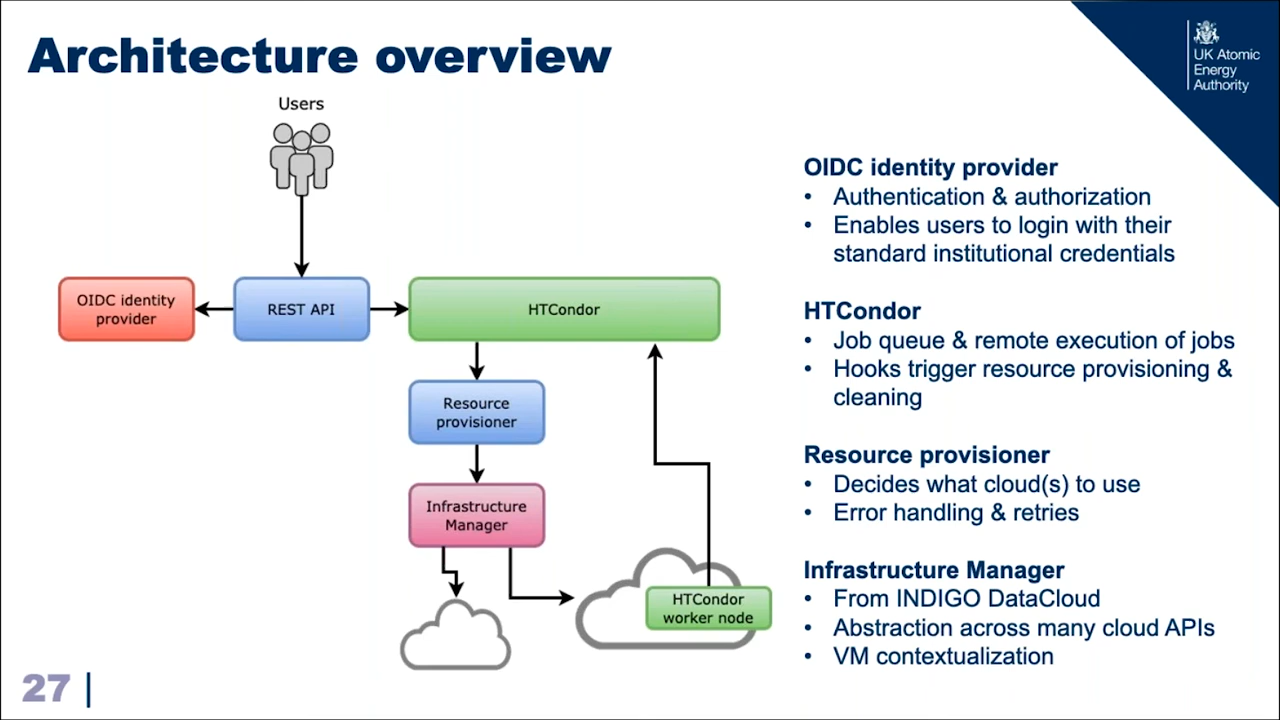 Architecture overview
UK Atomic
Energy
Authority
Users
OIDC identity
provider
REST API
HTCondor
Resource
provisioner
Infrastructure
Manager
HTCondor
worker node
OIDC identity provider
• Authentication & authorization
• Enables users to login with their
standard institutional credentials
HTCondor
• Job queue & remote execution of jobs
• Hooks trigger resource provisioning &
cleaning
Resource provisioner
• Decides what cloud(s) to use
• Error handling & retries
Infrastructure Manager
• From INDIGO DataCloud
• Abstraction across many cloud APIs
• VM contextualization
27